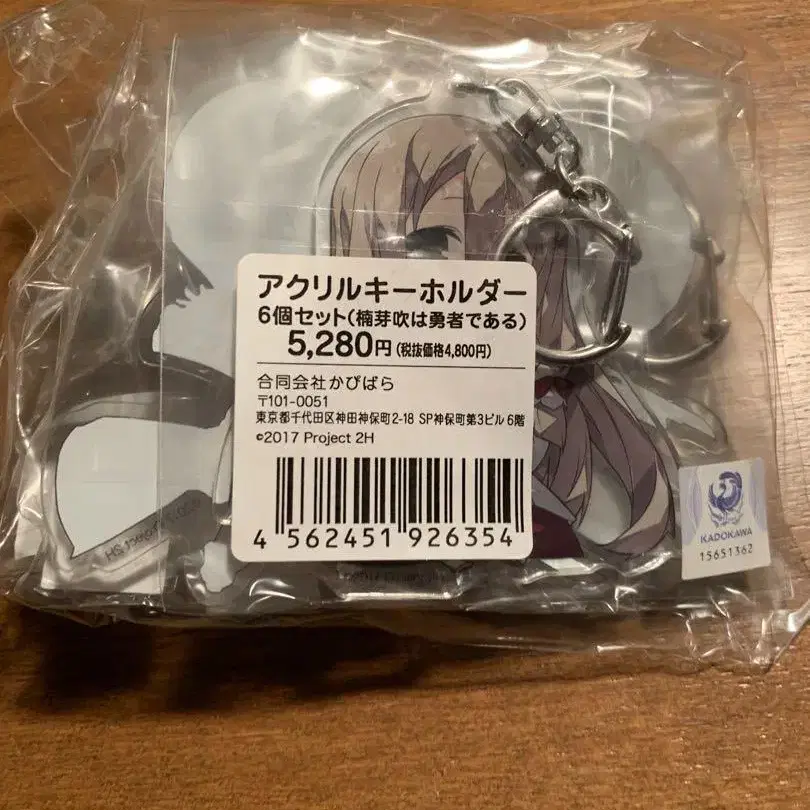 アクリルキーホルダー
6個セット(楠芽吹は勇者である)
5,280円(税抜価格4,800円)
合同会社かぴばら
〒101-0051
東京都千代田区神田神保町2-18 SP神保町第3ビル 6階
©2017 Project 2H
4 562451 926354
KADOKAWA
15651362
Project 2H